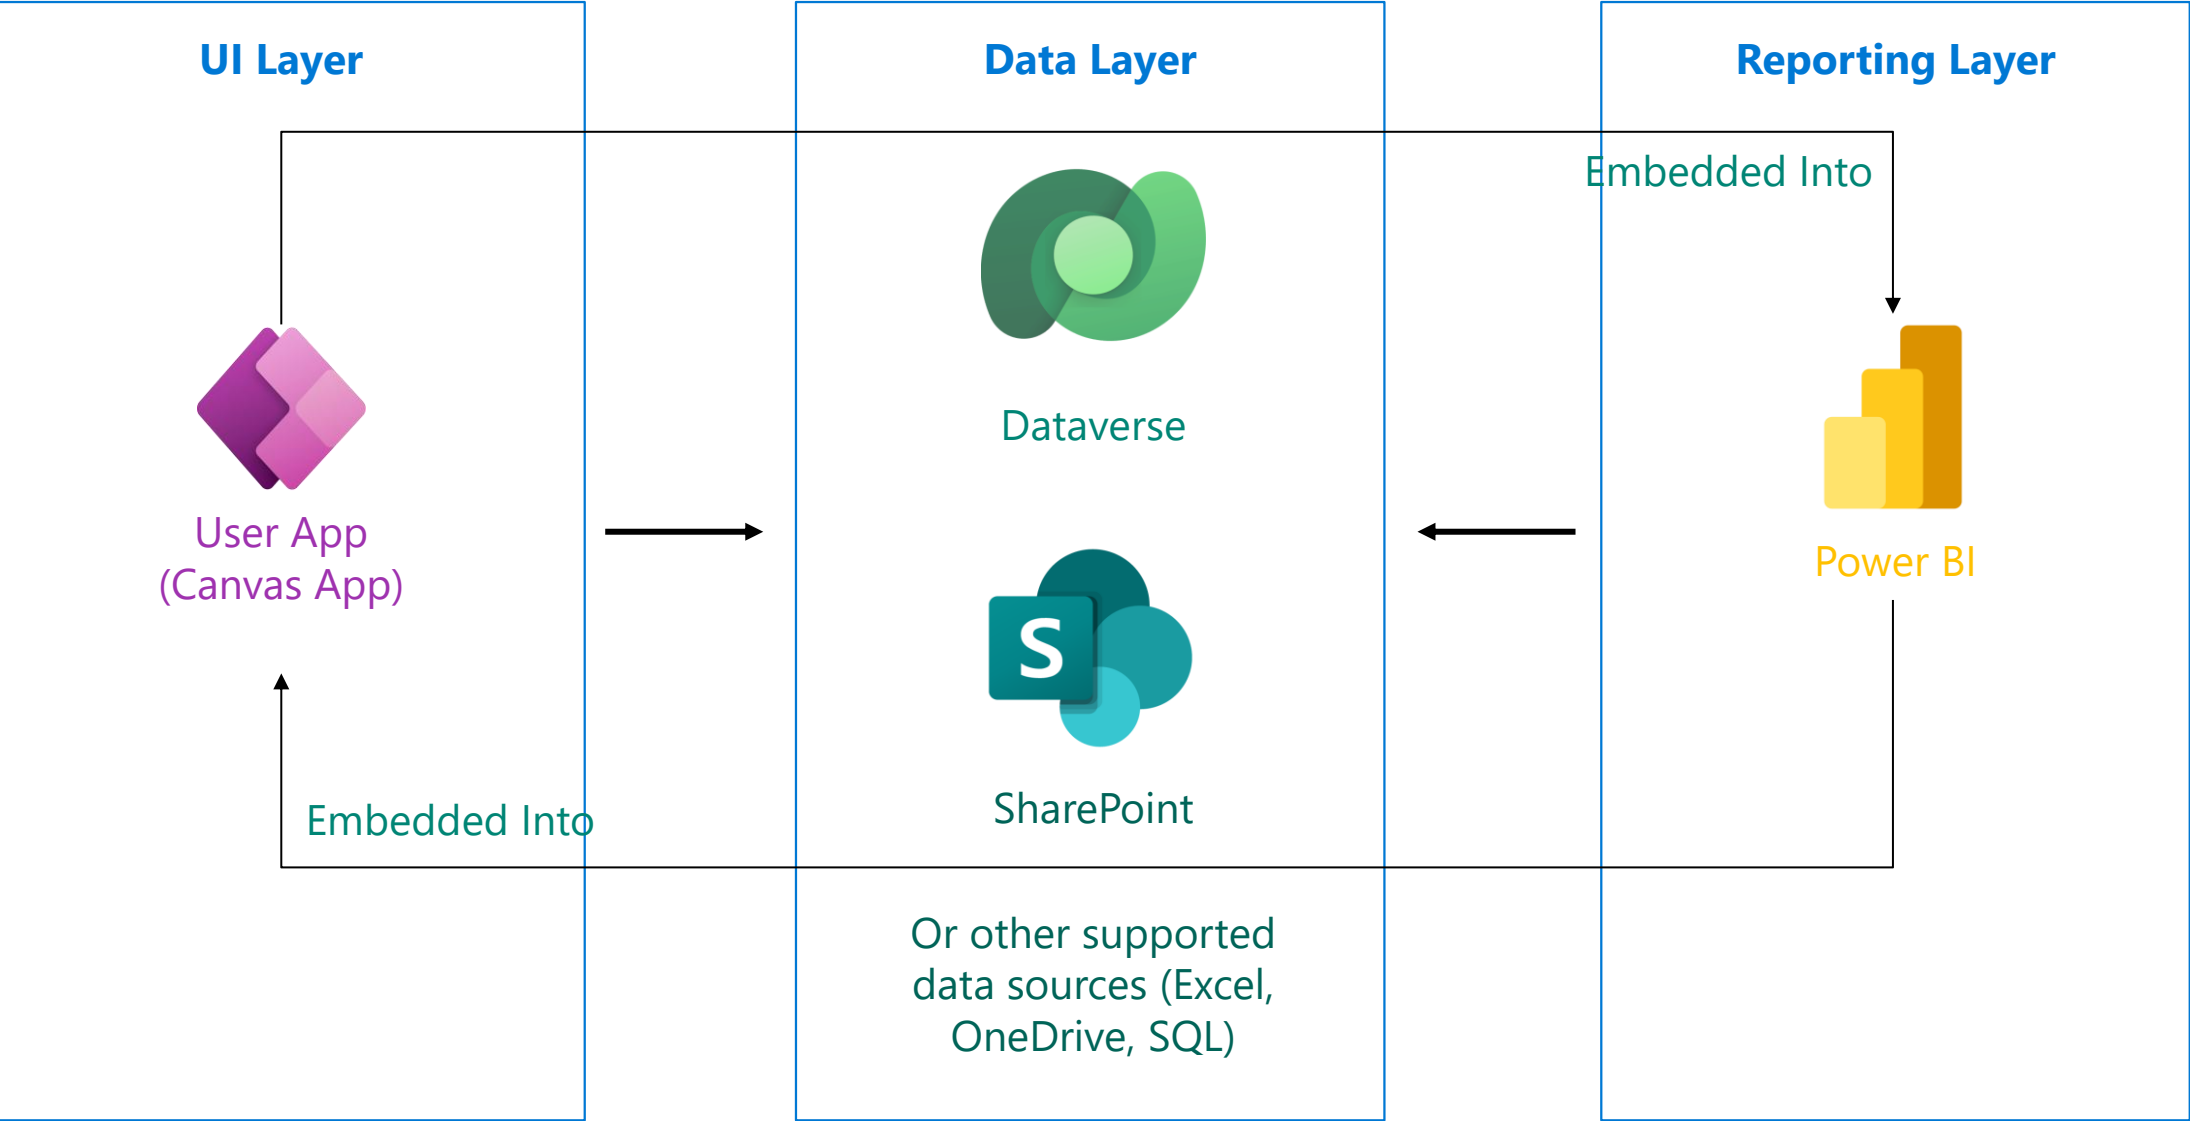 UI Layer
Data Layer
Reporting Layer
Embedded Into
Dataverse
User App
(Canvas App)
Power BI
S
SharePoint
Embedded Into
Or other supported
data sources (Excel,
OneDrive, SQL)